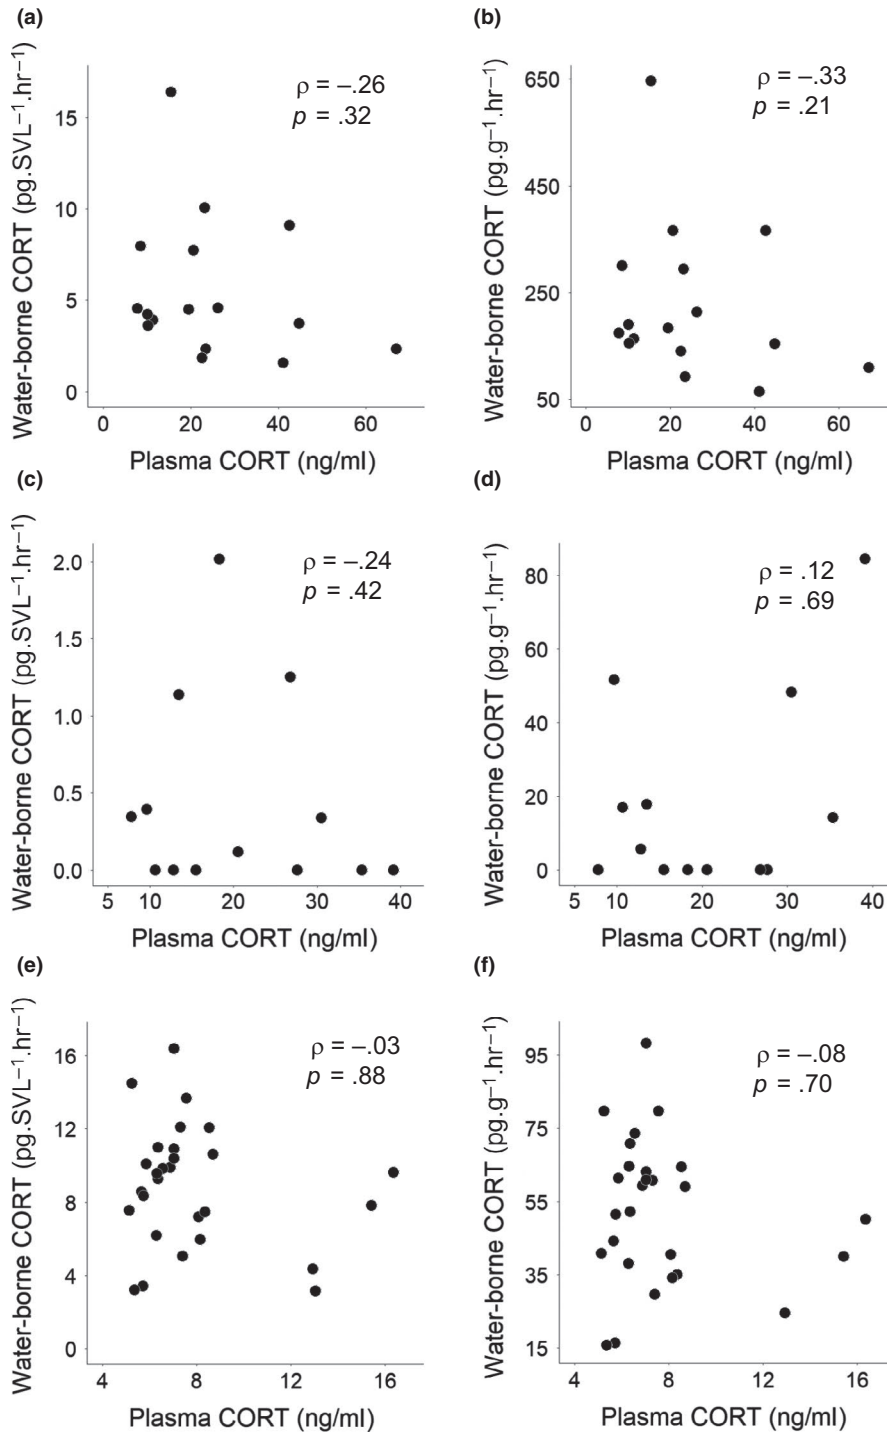 (a)
Water-borne CORT (pg.SVL⁻¹.hr⁻¹)
15
10
5
0
ρ = –.26
p = .32
0 20 40 60
Plasma CORT (ng/ml)
(b)
Water-borne CORT (pg.g⁻¹.hr⁻¹)
650
450
250
50
ρ = –.33
p = .21
0 20 40 60
Plasma CORT (ng/ml)
(c)
Water-borne CORT (pg.SVL⁻¹.hr⁻¹)
2.0
1.5
1.0
0.5
0.0
ρ = –.24
p = .42
5 10 20 30 40
Plasma CORT (ng/ml)
(d)
Water-borne CORT (pg.g⁻¹.hr⁻¹)
80
60
40
20
0
ρ = .12
p = .69
5 10 20 30 40
Plasma CORT (ng/ml)
(e)
Water-borne CORT (pg.SVL⁻¹.hr⁻¹)
16
12
8
4
0
ρ = –.03
p = .88
4 8 12 16
Plasma CORT (ng/ml)
(f)
Water-borne CORT (pg.g⁻¹.hr⁻¹)
95
75
55
35
15
ρ = –.08
p = .70
4 8 12 16
Plasma CORT (ng/ml)